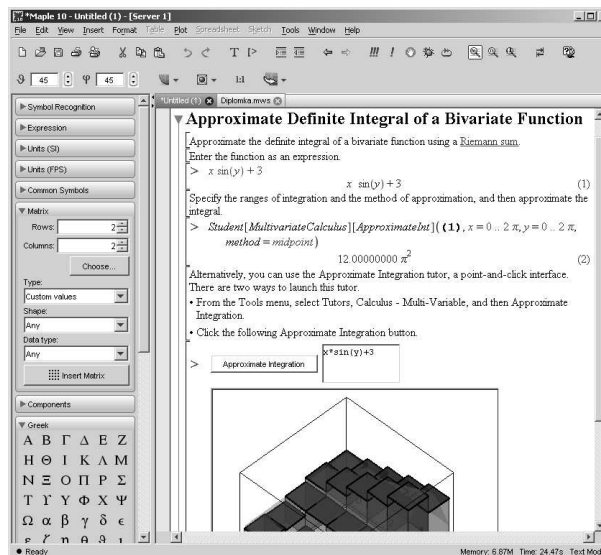 *Maple 10 - Untitled (1) - [Server 1]
File Edit View Insert Format Table Plot Spreadsheet Sketch Tools Window Help
ϑ 45 φ 45 1:1
*Untitled (1) Diplomka.mws
Symbol Recognition
Expression
Units (SI)
Units (FPS)
Common Symbols
Matrix
Rows: 2
Columns: 2
Choose...
Type:
Custom values
Shape:
Any
Data type:
Any
Insert Matrix
Components
Greek
Α Β Γ Δ Ε Ζ
Η Θ Ι Κ Λ Μ
Ν Ξ Ο Π Ρ Σ
Τ Υ ϒ Φ Χ Ψ
Ω α β γ δ ϵ
ε ζ η θ ϑ ι
Approximate Definite Integral of a Bivariate Function
Approximate the definite integral of a bivariate function using a Riemann sum.
Enter the function as an expression.
> x sin(y) + 3
x sin(y) + 3 (1)
Specify the ranges of integration and the method of approximation, and then approximate the
integral.
> Student[MultivariateCalculus][ApproximateInt]((1), x = 0 .. 2 π, y = 0 .. 2 π,
method = midpoint)
12.00000000 π² (2)
Alternatively, you can use the Approximate Integration tutor, a point-and-click interface.
There are two ways to launch this tutor.
• From the Tools menu, select Tutors, Calculus - Multi-Variable, and then Approximate
Integration.
• Click the following Approximate Integration button.
> Approximate Integration x*sin(y)+3
Ready Memory: 6.87M Time: 24.47s Text Mod